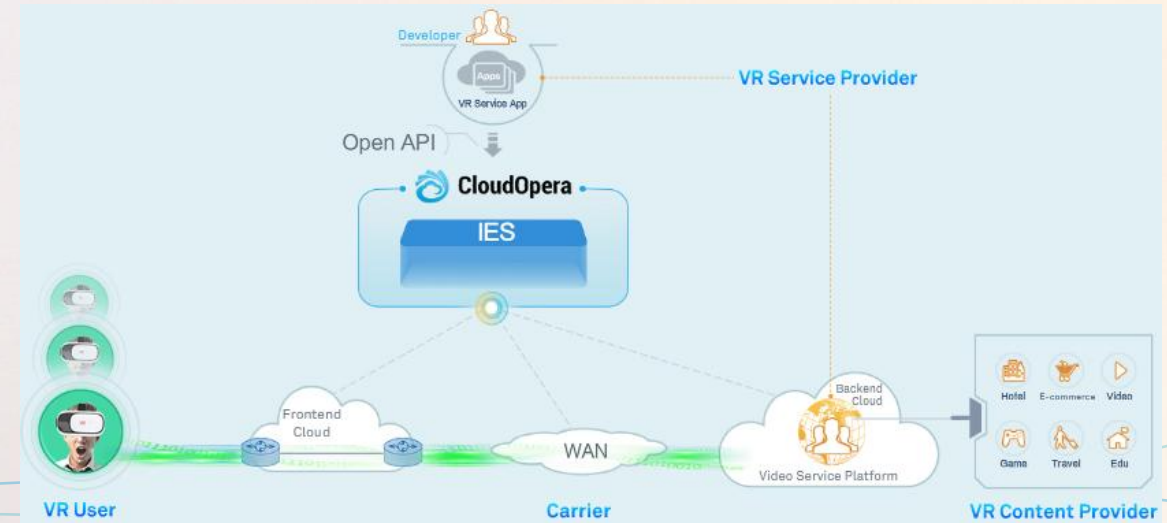 Developer
Apps
VR Service App
VR Service Provider
Open API
CloudOpera
IES
Frontend
Cloud
WAN
Backend
Cloud
Video Service Platform
Hotel E-commerce Video
Game Travel Edu
VR User
Carrier
VR Content Provider